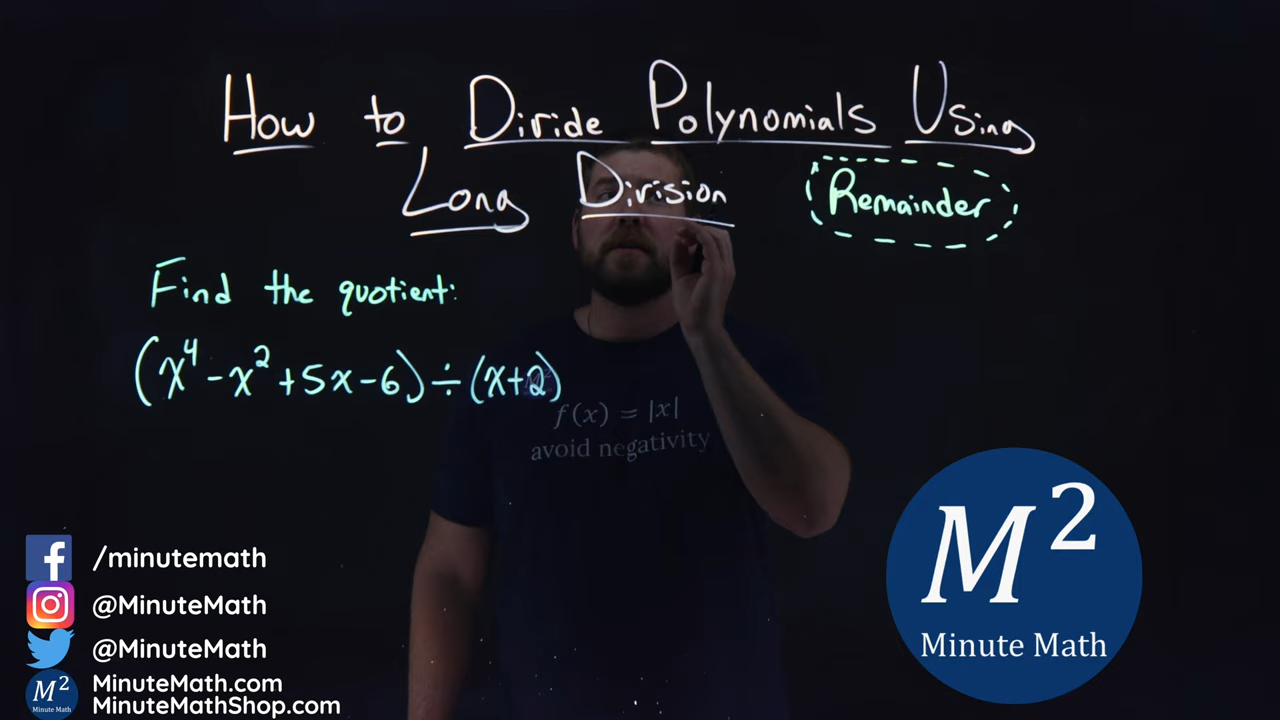 How to Divide Polynomials Using
Long Division
Remainder
Find the quotient:
(x⁴ - x² + 5x - 6) ÷ (x + 2)
f(x) = |x|
avoid negativity
/minutemath
@MinuteMath
@MinuteMath
M²
Minute Math
MinuteMath.com
MinuteMathShop.com
M²
Minute Math